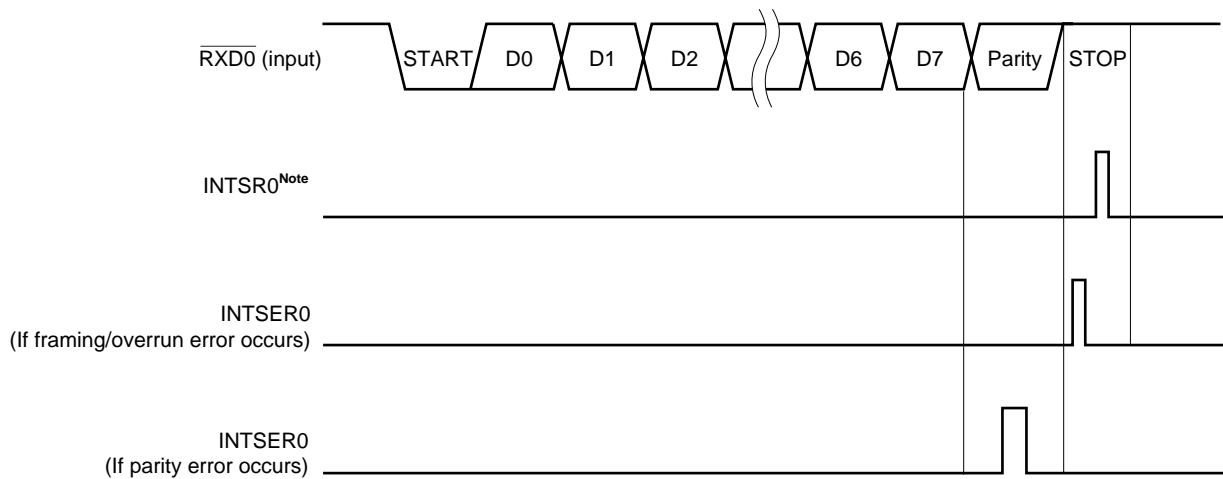 RXD0 (input)
START D0 D1 D2 D6 D7 Parity STOP
INTSR0Note
INTSER0
(If framing/overrun error occurs)
INTSER0
(If parity error occurs)